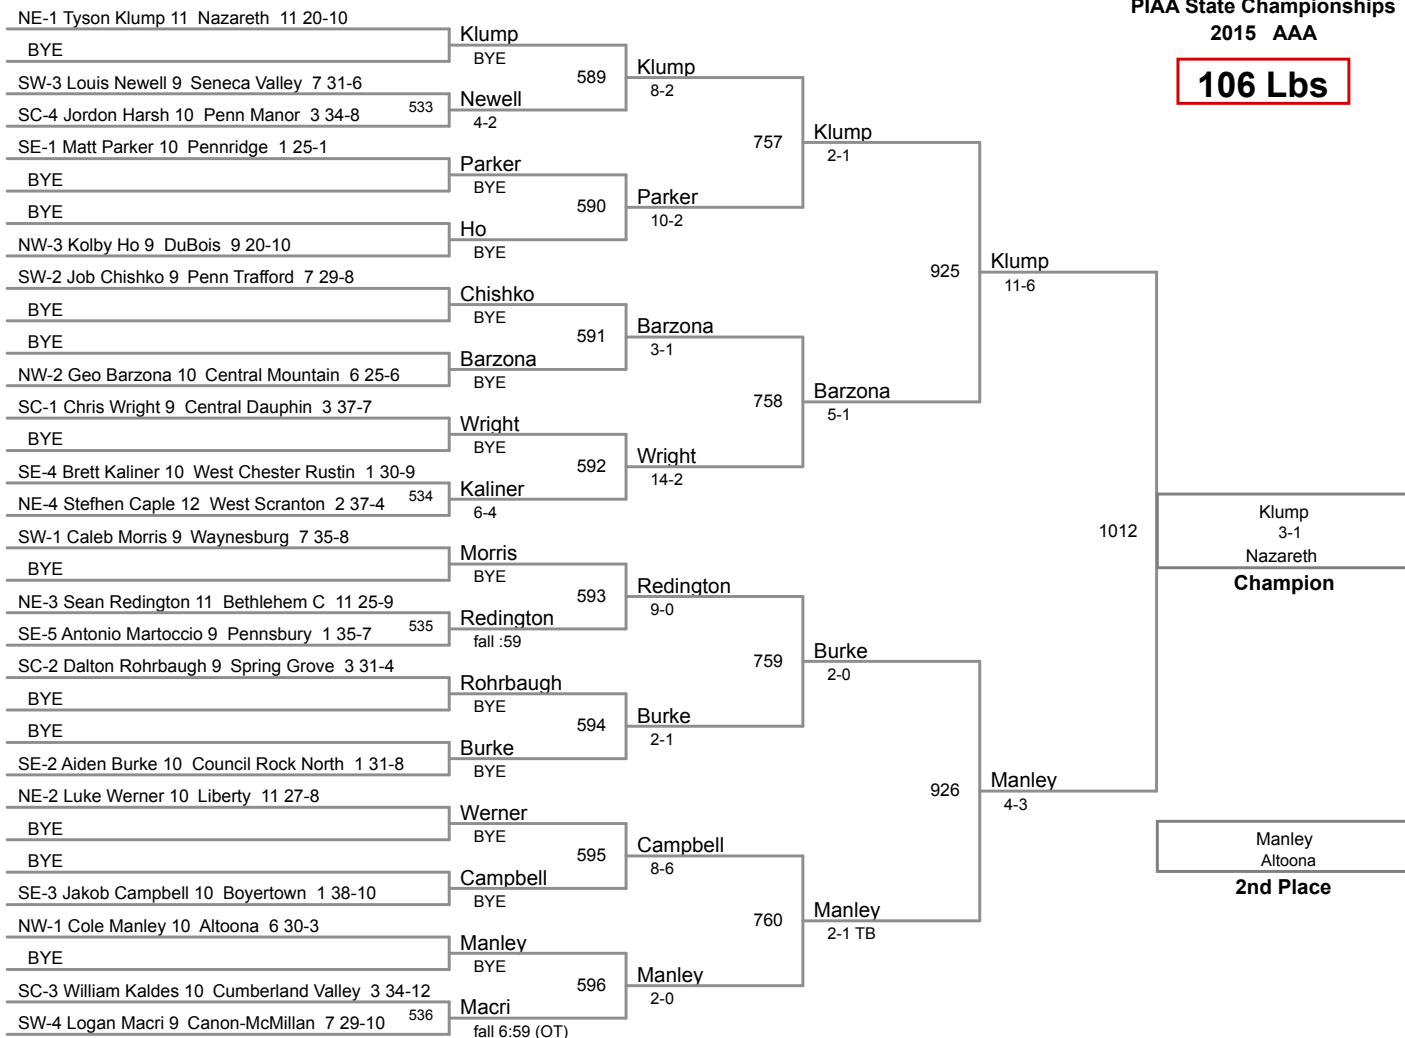 PIAA State Championships
2015 AAA
106 Lbs
NE-1 Tyson Klump 11 Nazareth 11 20-10
BYE
SW-3 Louis Newell 9 Seneca Valley 7 31-6
SC-4 Jordon Harsh 10 Penn Manor 3 34-8
SE-1 Matt Parker 10 Pennridge 1 25-1
BYE
BYE
NW-3 Kolby Ho 9 DuBois 9 20-10
SW-2 Job Chishko 9 Penn Trafford 7 29-8
BYE
BYE
NW-2 Geo Barzona 10 Central Mountain 6 25-6
SC-1 Chris Wright 9 Central Dauphin 3 37-7
BYE
SE-4 Brett Kaliner 10 West Chester Rustin 1 30-9
NE-4 Stefhen Caple 12 West Scranton 2 37-4
SW-1 Caleb Morris 9 Waynesburg 7 35-8
BYE
NE-3 Sean Redington 11 Bethlehem C 11 25-9
SE-5 Antonio Martoccio 9 Pennsbury 1 35-7
SC-2 Dalton Rohrbaugh 9 Spring Grove 3 31-4
BYE
BYE
SE-2 Aiden Burke 10 Council Rock North 1 31-8
NE-2 Luke Werner 10 Liberty 11 27-8
BYE
BYE
SE-3 Jakob Campbell 10 Boyertown 1 38-10
NW-1 Cole Manley 10 Altoona 6 30-3
BYE
SC-3 William Kaldes 10 Cumberland Valley 3 34-12
SW-4 Logan Macri 9 Canon-McMillan 7 29-10
533
534
535
536
Klump
BYE
Newell
4-2
Parker
BYE
Ho
BYE
Chishko
BYE
Barzona
BYE
Wright
BYE
Kaliner
6-4
Morris
BYE
Redington
fall :59
Rohrbaugh
BYE
Burke
BYE
Werner
BYE
Campbell
BYE
Manley
BYE
Macri
fall 6:59 (OT)
589
590
591
592
593
594
595
596
Klump
8-2
Parker
10-2
Barzona
3-1
Wright
14-2
Redington
9-0
Burke
2-1
Campbell
8-6
Manley
2-0
757
758
759
760
Klump
2-1
Barzona
5-1
Burke
2-0
Manley
2-1 TB
925
926
Klump
11-6
Manley
4-3
1012
Klump
3-1
Nazareth
Champion
Manley
Altoona
2nd Place